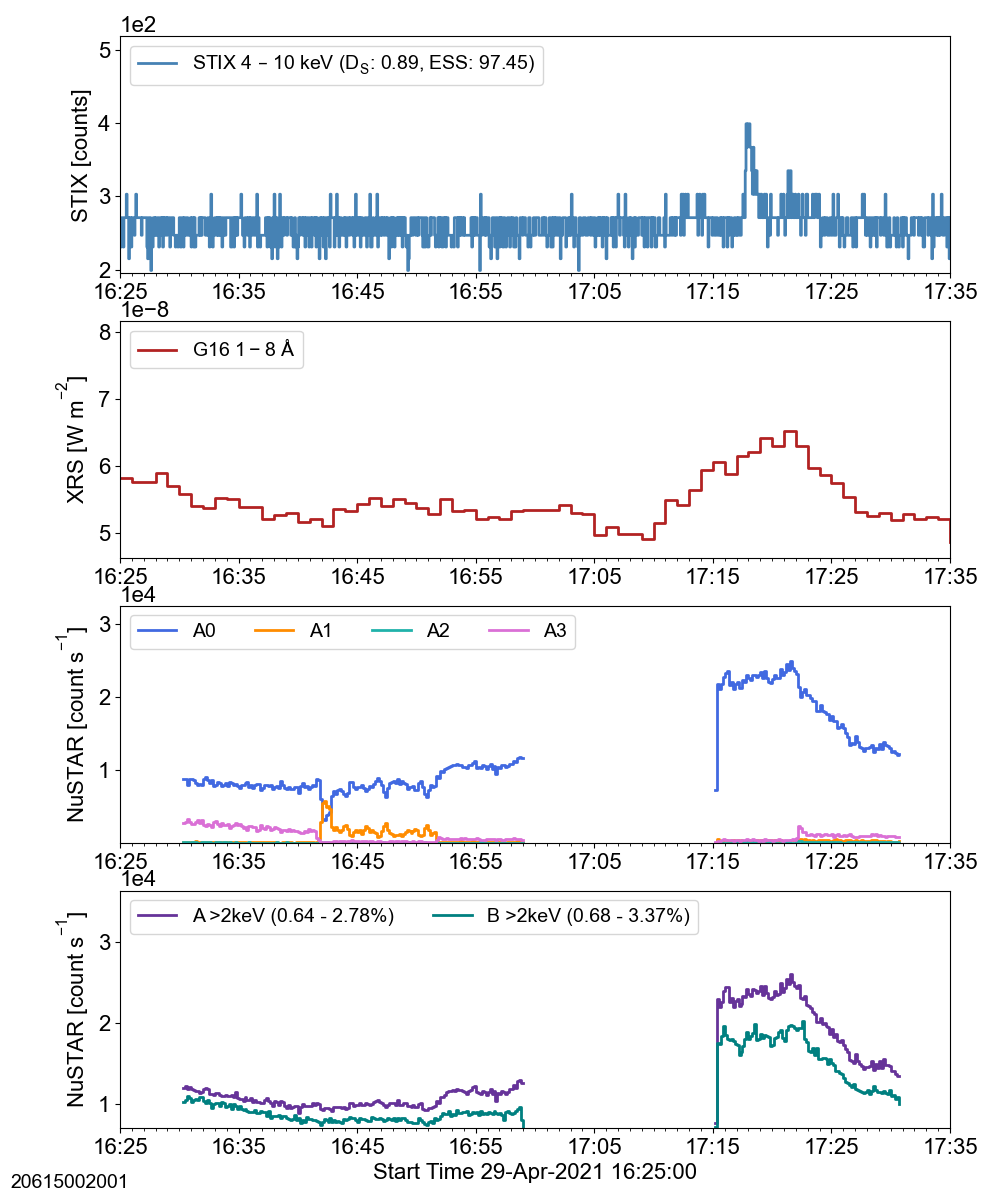 1e2
5
4
3
2
STIX [counts]
STIX 4 – 10 keV (D_S: 0.89, ESS: 97.45)
16:25 16:35 16:45 16:55 17:05 17:15 17:25 17:35
1e−8
8
7
6
5
XRS [W m⁻²]
G16 1 – 8 Å
16:25 16:35 16:45 16:55 17:05 17:15 17:25 17:35
1e4
3
2
1
NuSTAR [count s⁻¹]
A0 A1 A2 A3
16:25 16:35 16:45 16:55 17:05 17:15 17:25 17:35
1e4
3
2
1
NuSTAR [count s⁻¹]
A >2keV (0.64 - 2.78%) B >2keV (0.68 - 3.37%)
16:25 16:35 16:45 16:55 17:05 17:15 17:25 17:35
Start Time 29-Apr-2021 16:25:00
20615002001